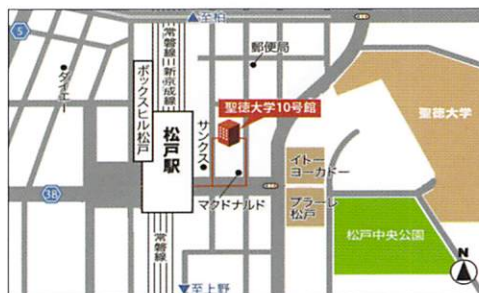 ▲至柏
5
常磐線
新京成線
郵便局
ダイエー
ボックスヒル松戸
聖徳大学10号館
聖徳大学
松戸駅
サンクス
イトー
ヨーカドー
3B
マクドナルド
プラーレ
松戸
松戸中央公園
常磐線
N
▼至上野